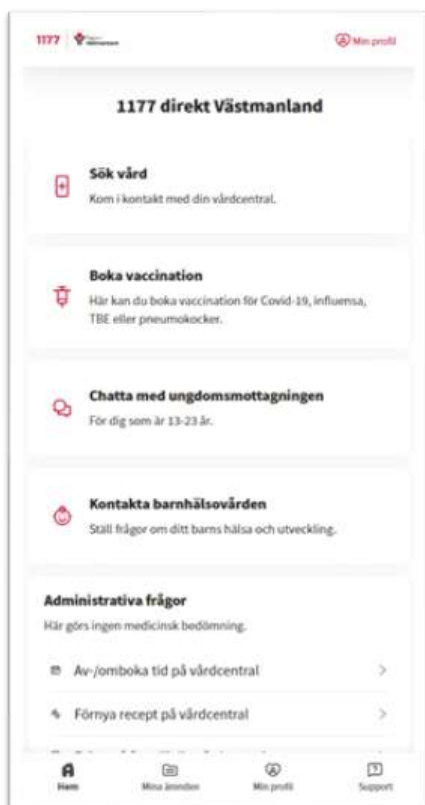 1177 Västmanland Min profil
1177 direkt Västmanland
Sök vård
Kom i kontakt med din vårdcentral.
Boka vaccination
Här kan du boka vaccination för Covid-19, influensa,
TBE eller pneumokocker.
Chatta med ungdomsmottagningen
För dig som är 13-23 år.
Kontakta barnhälsovården
Ställ frågor om ditt barns hälsa och utveckling.
Administrativa frågor
Här görs ingen medicinsk bedömning.
Av-/omboka tid på vårdcentral
Förnya recept på vårdcentral
Hem Mina ärenden Min profil Support